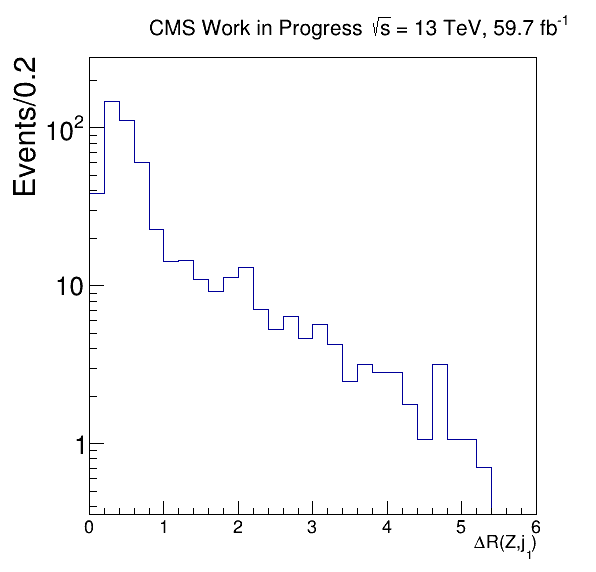 CMS Work in Progress √s = 13 TeV, 59.7 fb⁻¹
Events/0.2
10²
10
1
0 1 2 3 4 5 6
ΔR(Z,j₁)